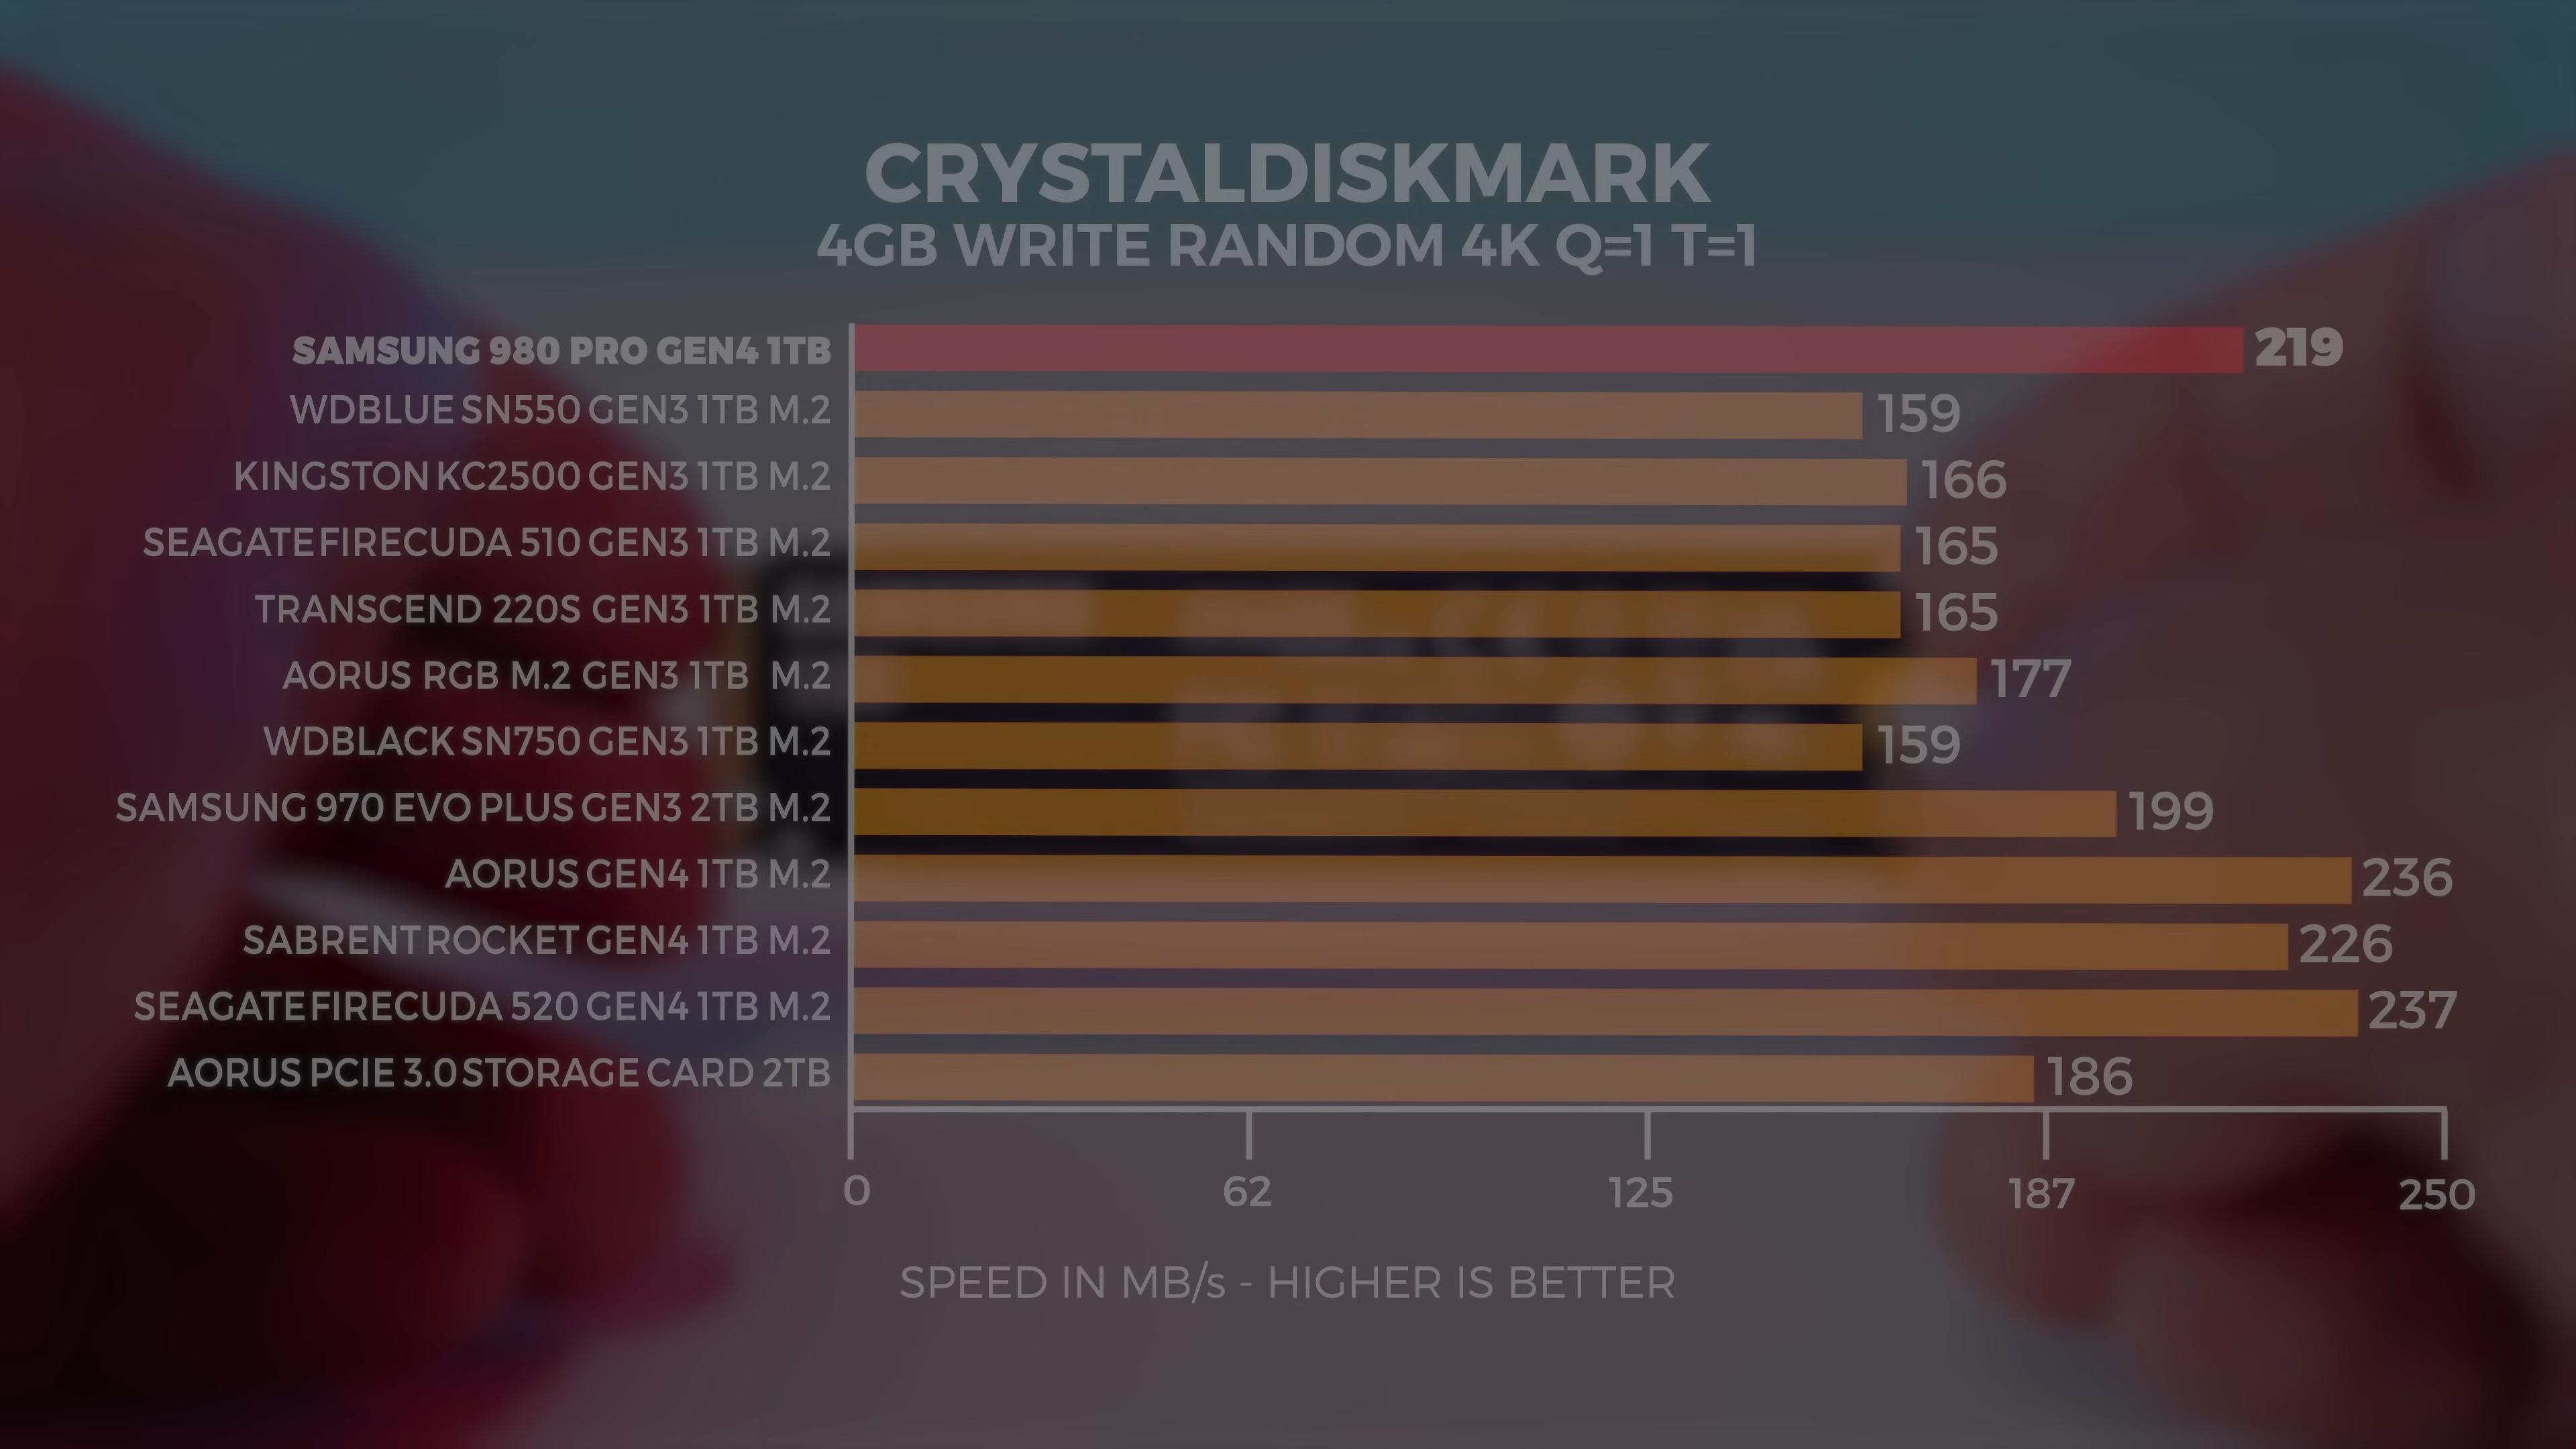 CRYSTALDISKMARK
4GB WRITE RANDOM 4K Q=1 T=1
SAMSUNG 980 PRO GEN4 1TB 219
WDBLUE SN550 GEN3 1TB M.2 159
KINGSTON KC2500 GEN3 1TB M.2 166
SEAGATE FIRECUDA 510 GEN3 1TB M.2 165
TRANSCEND 220S GEN3 1TB M.2 165
AORUS RGB M.2 GEN3 1TB M.2 177
WDBLACK SN750 GEN3 1TB M.2 159
SAMSUNG 970 EVO PLUS GEN3 2TB M.2 199
AORUS GEN4 1TB M.2 236
SABRENT ROCKET GEN4 1TB M.2 226
SEAGATE FIRECUDA 520 GEN4 1TB M.2 237
AORUS PCIE 3.0 STORAGE CARD 2TB 186
0 62 125 187 250
SPEED IN MB/s - HIGHER IS BETTER